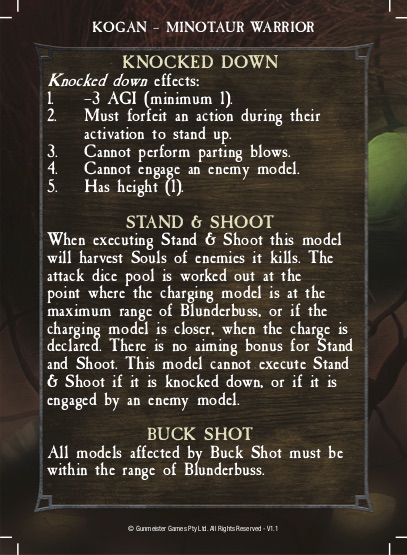 KOGAN - MINOTAUR WARRIOR
KNOCKED DOWN
Knocked down effects:
1. -3 AGI (minimum 1).
2. Must forfeit an action during their
activation to stand up.
3. Cannot perform parting blows.
4. Cannot engage an enemy model.
5. Has height (1).
STAND & SHOOT
When executing Stand & Shoot this model
will harvest Souls of enemies it kills. The
attack dice pool is worked out at the
point where the charging model is at the
maximum range of Blunderbuss, or if the
charging model is closer, when the charge is
declared. There is no aiming bonus for Stand
and Shoot. This model cannot execute Stand
& Shoot if it is knocked down, or if it is
engaged by an enemy model.
BUCK SHOT
All models affected by Buck Shot must be
within the range of Blunderbuss.
© Gunmeister Games Pty Ltd. All Rights Reserved - V1.1